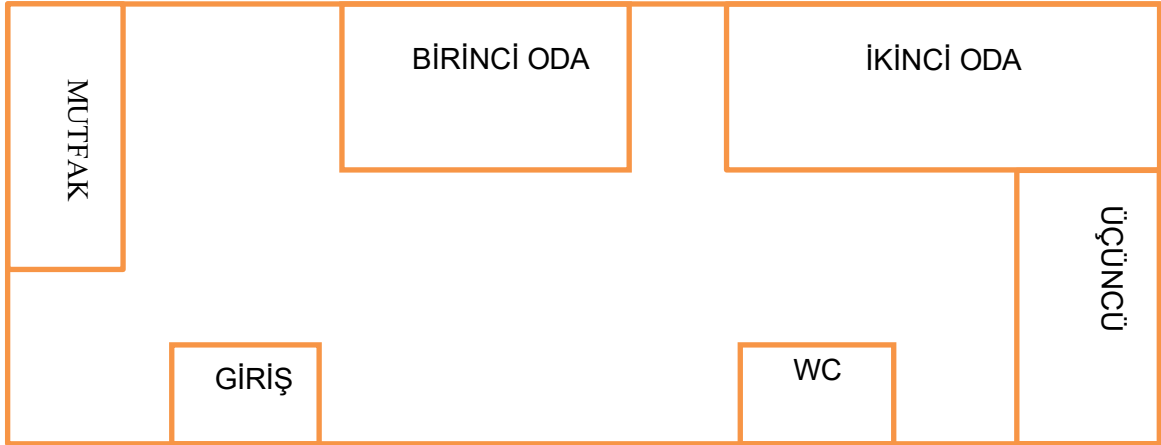 MUTFAK
BİRİNCİ ODA
İKİNCİ ODA
ÜÇÜNCÜ
GİRİŞ
WC